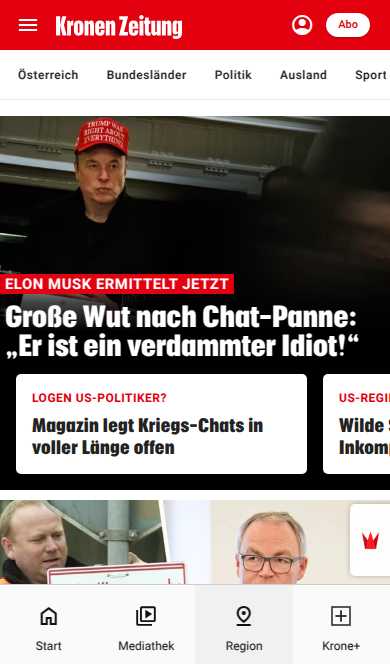 Kronen Zeitung
Abo
Österreich
Bundesländer
Politik
Ausland
Sport
TRUMP WAS
RIGHT ABOUT
EVERYTHING!
ELON MUSK ERMITTELT JETZT
Große Wut nach Chat-Panne:
„Er ist ein verdammter Idiot!“
LOGEN US-POLITIKER?
Magazin legt Kriegs-Chats in
voller Länge offen
US-REGI
Wilde
Inkom
Start
Mediathek
Region
Krone+